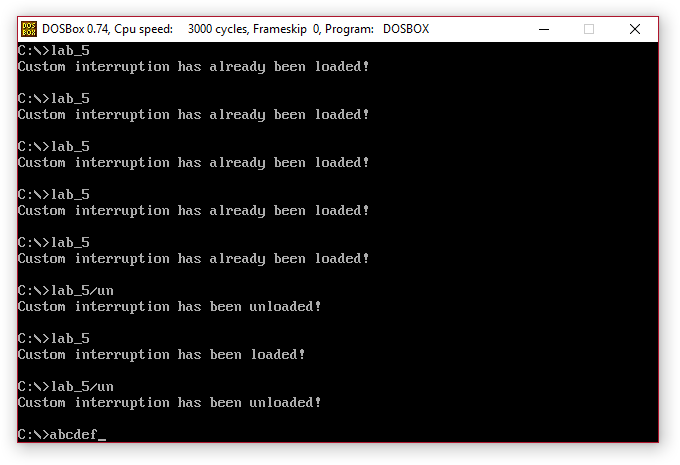 DOS
BOX
DOSBox 0.74, Cpu speed: 3000 cycles, Frameskip 0, Program: DOSBOX
C:\>lab_5
Custom interruption has already been loaded!
C:\>lab_5
Custom interruption has already been loaded!
C:\>lab_5
Custom interruption has already been loaded!
C:\>lab_5
Custom interruption has already been loaded!
C:\>lab_5
Custom interruption has already been loaded!
C:\>lab_5/un
Custom interruption has been unloaded!
C:\>lab_5
Custom interruption has been loaded!
C:\>lab_5/un
Custom interruption has been unloaded!
C:\>abcdef_